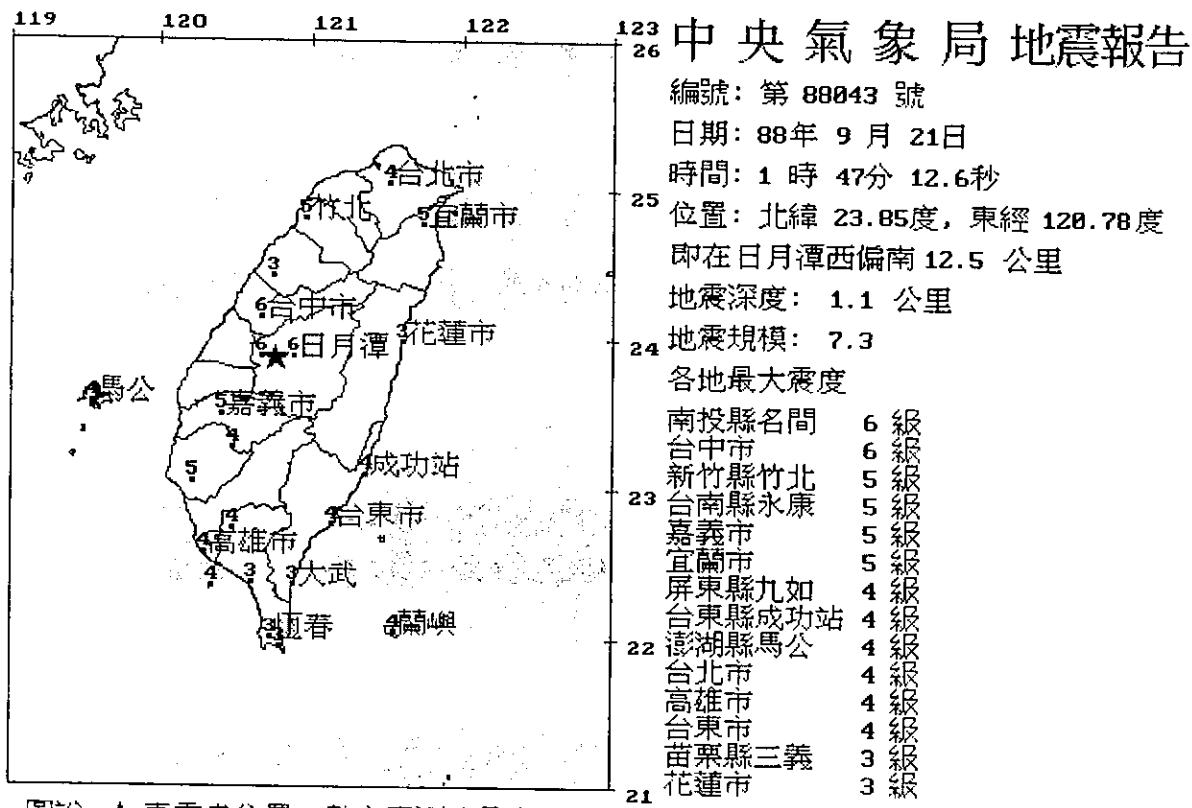 119 120 121 122 123
26
25
24
23
22
21
4台北市
5竹北
5宜蘭市
3
6台中市
3花蓮市
6 6日月潭
4馬公
5嘉義市
4
4成功站
5
4 4台東市
4高雄市
4 3 3大武
3恆春 4蘭嶼
3
中央氣象局地震報告
編號: 第 88043 號
日期: 88年 9 月 21日
時間: 1 時 47分 12.6秒
位置: 北緯 23.85度, 東經 120.78度
即在日月潭西偏南 12.5 公里
地震深度: 1.1 公里
地震規模: 7.3
各地最大震度
南投縣名間 6 級
台中市 6 級
新竹縣竹北 5 級
台南縣永康 5 級
嘉義市 5 級
宜蘭市 5 級
屏東縣九如 4 級
台東縣成功站 4 級
澎湖縣馬公 4 級
台北市 4 級
高雄市 4 級
台東市 4 級
苗栗縣三義 3 級
花蓮市 3 級